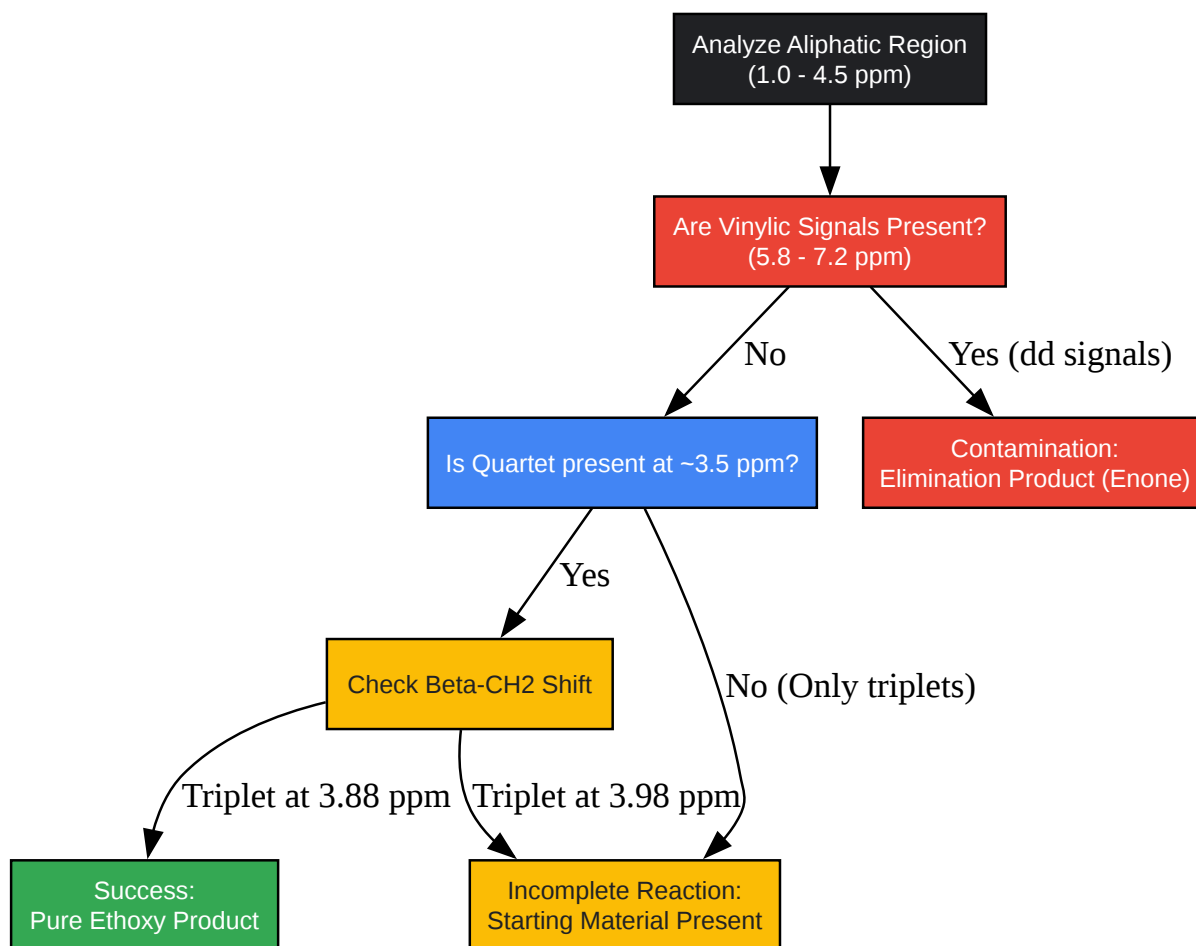 Analyze Aliphatic Region
(1.0 - 4.5 ppm)
Are Vinylic Signals Present?
(5.8 - 7.2 ppm)
No
Yes (dd signals)
Is Quartet present at ~3.5 ppm?
Contamination:
Elimination Product (Enone)
Yes
No (Only triplets)
Check Beta-CH2 Shift
Triplet at 3.88 ppm
Triplet at 3.98 ppm
Success:
Pure Ethoxy Product
Incomplete Reaction:
Starting Material Present